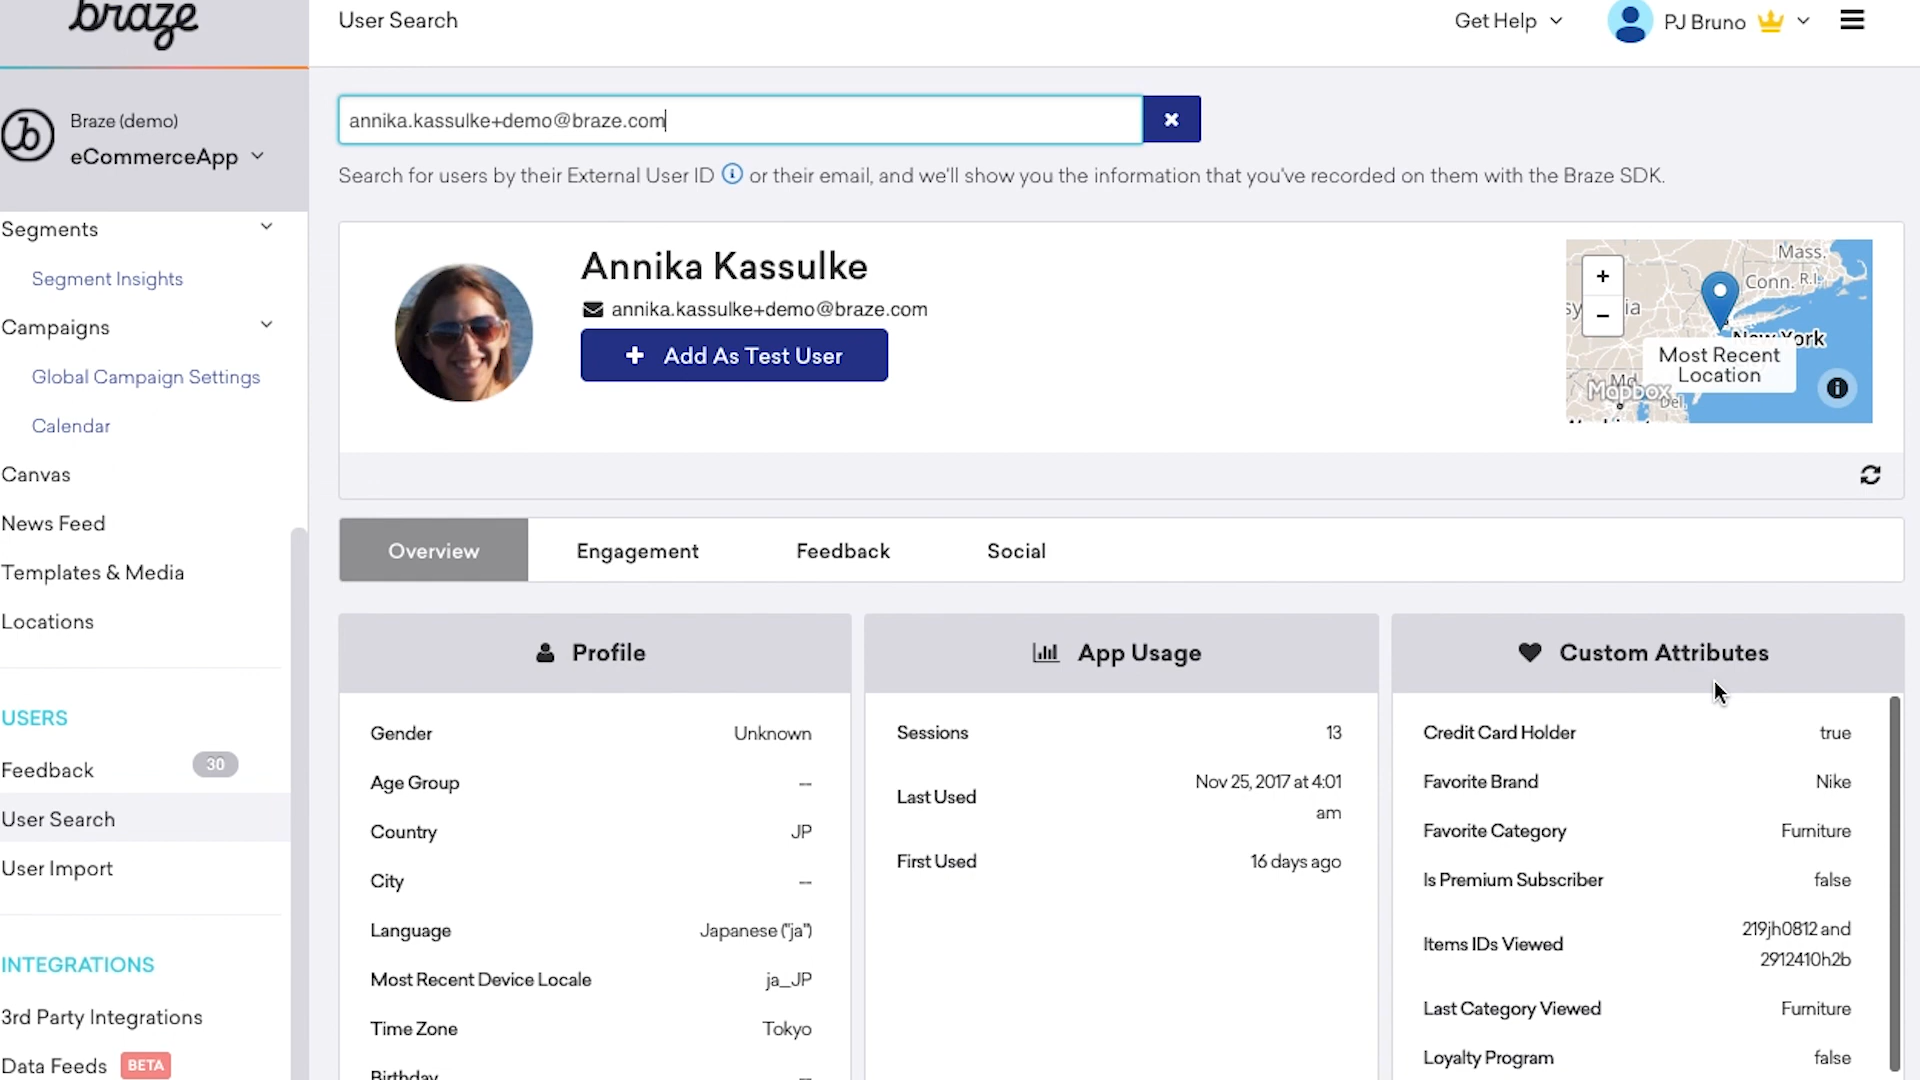 braze
User Search
Get Help
PJ Bruno
Braze (demo)
eCommerceApp
annika.kassulke+demo@braze.com
Search for users by their External User ID or their email, and we'll show you the information that you've recorded on them with the Braze SDK.
Segments
Segment Insights
Campaigns
Global Campaign Settings
Calendar
Canvas
News Feed
Templates & Media
Locations
USERS
Feedback 30
User Search
User Import
INTEGRATIONS
3rd Party Integrations
Data Feeds BETA
Annika Kassulke
annika.kassulke+demo@braze.com
+ Add As Test User
Mass.
Conn. R.I.
+
−
New York
Most Recent
Location
Md.
Mapbox
Del.
Overview
Engagement
Feedback
Social
Profile
Gender Unknown
Age Group --
Country JP
City --
Language Japanese ("ja")
Most Recent Device Locale ja_JP
Time Zone Tokyo
Birthday --
App Usage
Sessions 13
Last Used Nov 25, 2017 at 4:01
am
First Used 16 days ago
Custom Attributes
Credit Card Holder true
Favorite Brand Nike
Favorite Category Furniture
Is Premium Subscriber false
Items IDs Viewed 219jh0812 and
2912410h2b
Last Category Viewed Furniture
Loyalty Program false